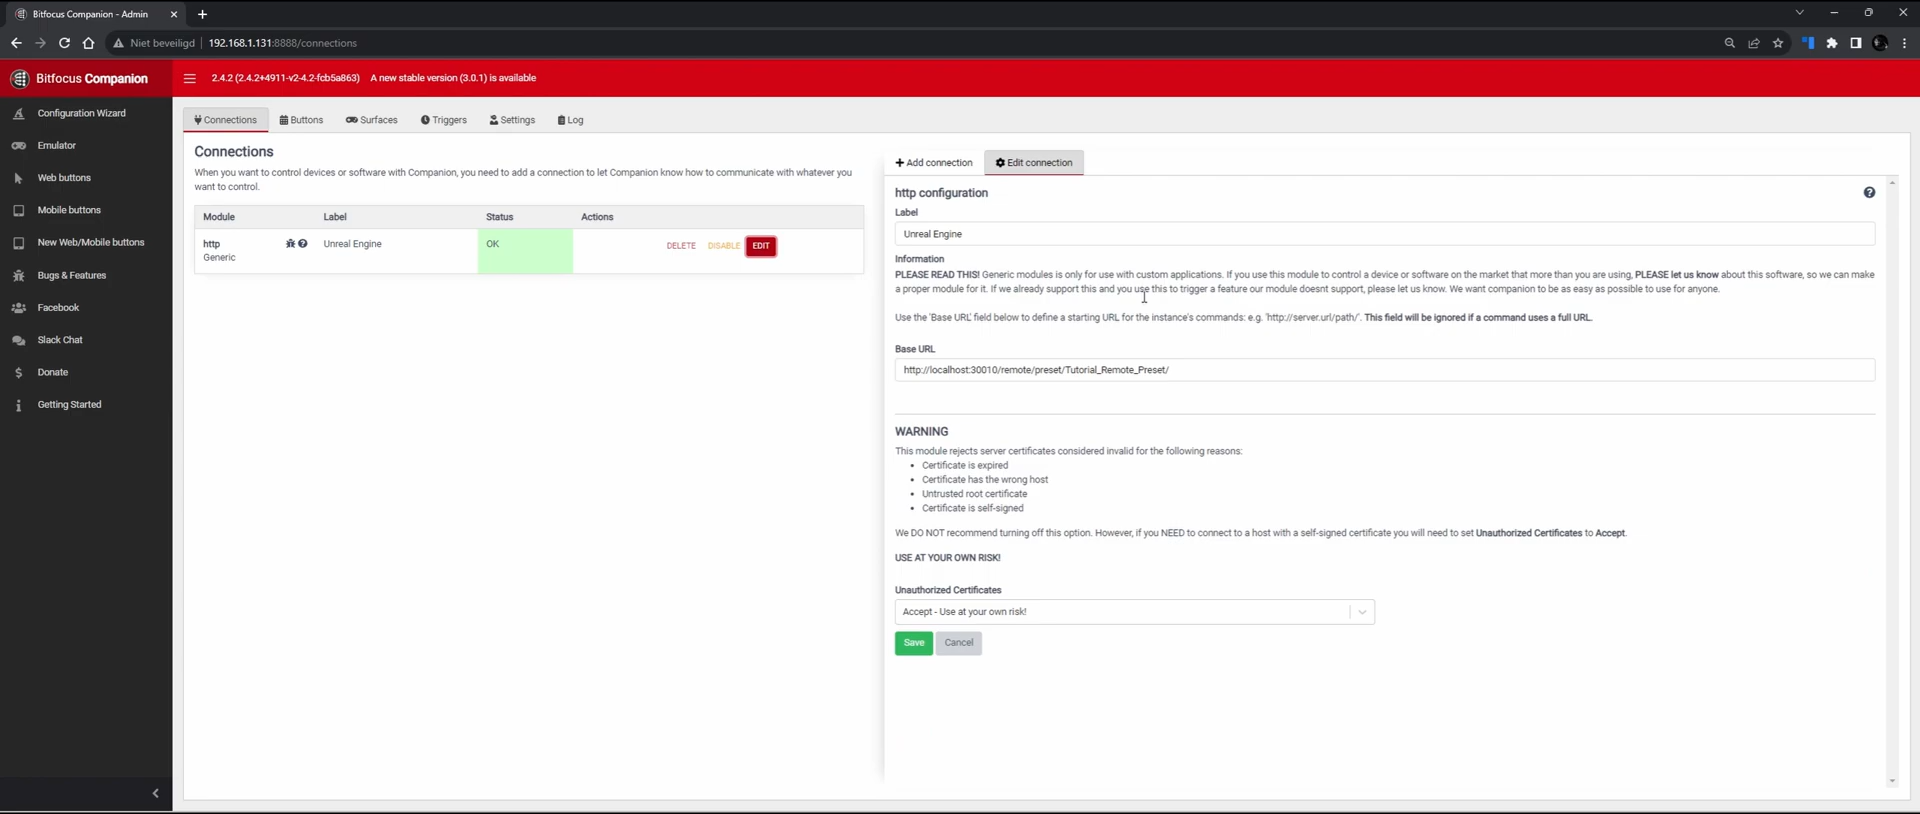 Bitfocus Companion - Admin
Niet beveiligd 192.168.1.131:8888/connections
Bitfocus Companion
2.4.2 (2.4.2+4911-v2-4.2-fcb5a863) A new stable version (3.0.1) is available
Configuration Wizard
Emulator
Web buttons
Mobile buttons
New Web/Mobile buttons
Bugs & Features
Facebook
Slack Chat
Donate
Getting Started
Connections Buttons Surfaces Triggers Settings Log
Connections
When you want to control devices or software with Companion, you need to add a connection to let Companion know how to communicate with whatever you
want to control.
Module Label Status Actions
http Unreal Engine OK DELETE DISABLE EDIT
Generic
Add connection Edit connection
http configuration
Label
Unreal Engine
Information
PLEASE READ THIS! Generic modules is only for use with custom applications. If you use this module to control a device or software on the market that more than you are using, PLEASE let us know about this software, so we can make
a proper module for it. If we already support this and you use this to trigger a feature our module doesnt support, please let us know. We want companion to be as easy as possible to use for anyone.
Use the 'Base URL' field below to define a starting URL for the instance's commands: e.g. 'http://server.url/path/'. This field will be ignored if a command uses a full URL.
Base URL
http://localhost:30010/remote/preset/Tutorial_Remote_Preset/
WARNING
This module rejects server certificates considered invalid for the following reasons:
• Certificate is expired
• Certificate has the wrong host
• Untrusted root certificate
• Certificate is self-signed
We DO NOT recommend turning off this option. However, if you NEED to connect to a host with a self-signed certificate you will need to set Unauthorized Certificates to Accept.
USE AT YOUR OWN RISK!
Unauthorized Certificates
Accept - Use at your own risk!
Save Cancel